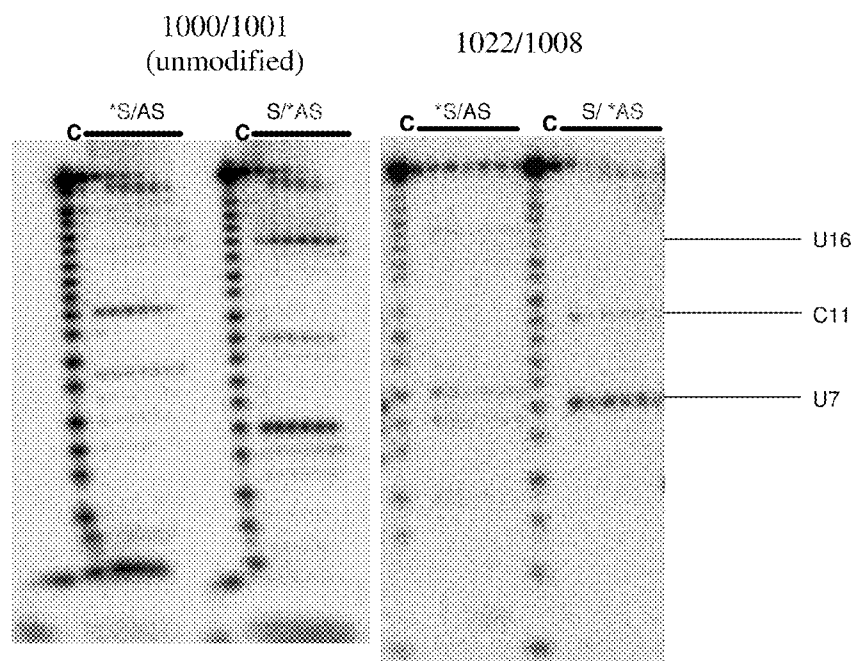 1000/1001
(unmodified)
1022/1008
C *S/AS
C S/*AS
C *S/AS
C S/ *AS
U16
C11
U7